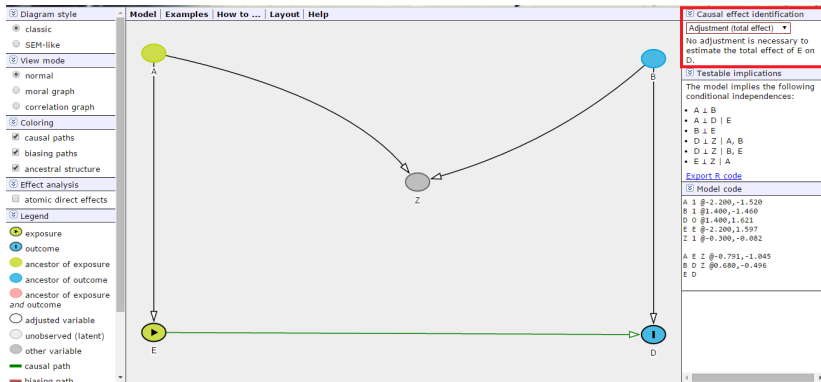 Diagram style
classic
SEM-like
View mode
normal
moral graph
correlation graph
Coloring
causal paths
biasing paths
ancestral structure
Effect analysis
atomic direct effects
Legend
exposure
outcome
ancestor of exposure
ancestor of outcome
ancestor of exposure
and outcome
adjusted variable
unobserved (latent)
other variable
causal path
biasing path
Model | Examples | How to ... | Layout | Help
A
B
Z
E
D
Causal effect identification
Adjustment (total effect)
No adjustment is necessary to
estimate the total effect of E on
D.
Testable implications
The model implies the following
conditional independences:
• A ⊥ B
• A ⊥ D | E
• B ⊥ E
• D ⊥ Z | A, B
• D ⊥ Z | B, E
• E ⊥ Z | A
Export R code
Model code
A 1 @-2.200,-1.520
B 1 @1.400,-1.460
D O @1.400,1.621
E E @-2.200,1.597
Z 1 @-0.300,-0.082
A E Z @-0.791,-1.045
B D Z @0.680,-0.496
E D